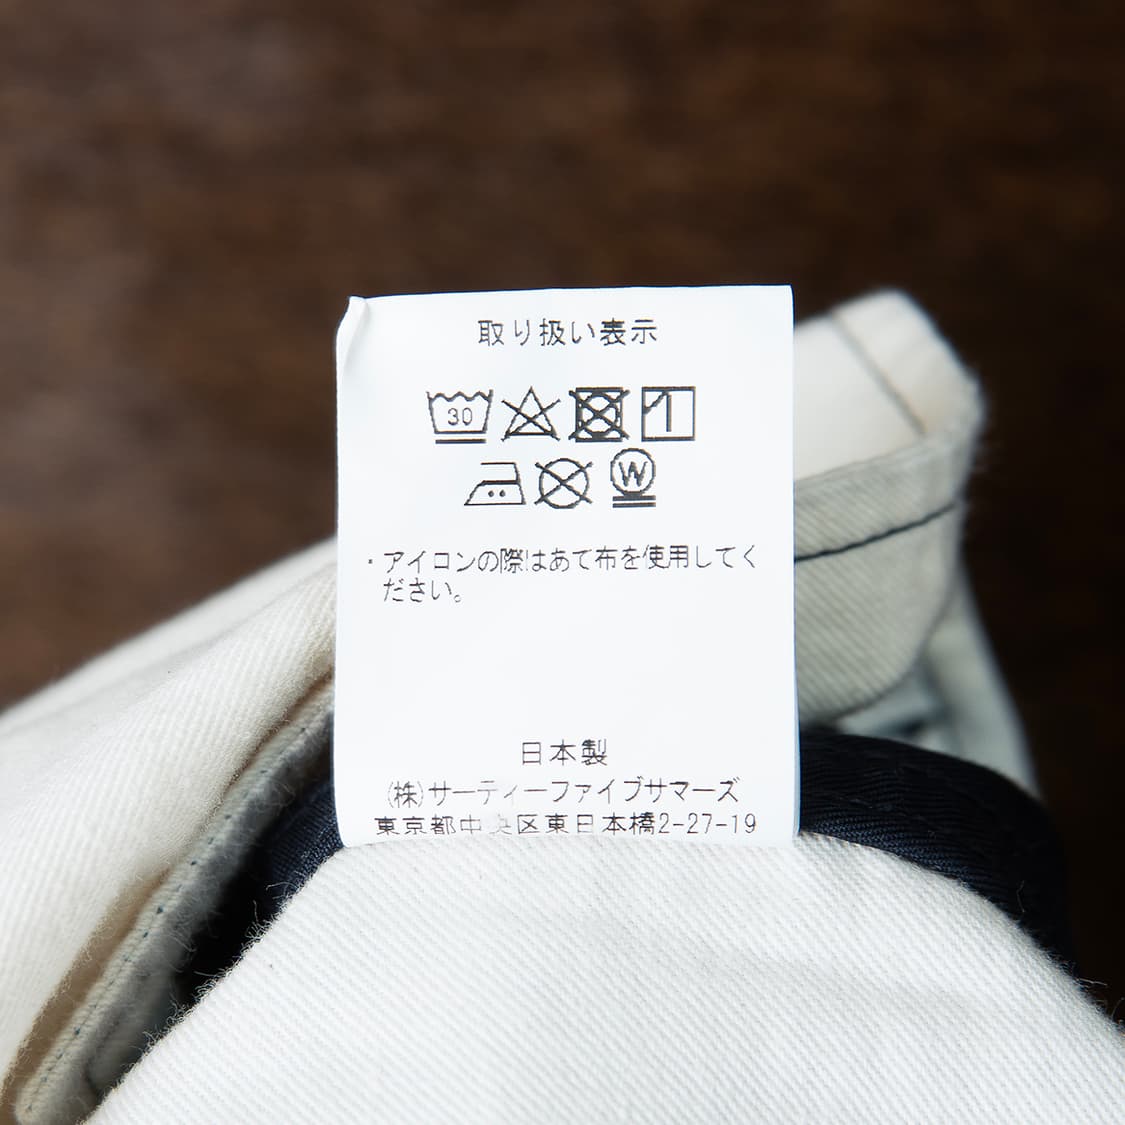 取り扱い表示
30
W
・アイロンの際はあて布を使用してく
ださい。
日本製
(株)サーティーファイブサマーズ
東京都中央区東日本橋2-27-19